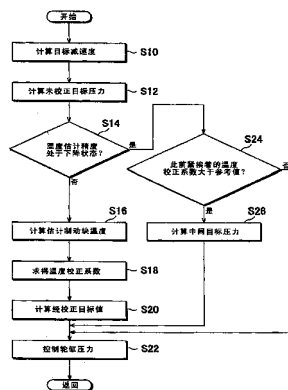 开始
计算目标减速度
S10
计算未校正目标压力
S12
S14
温度估计精度
处于下降状态?
是
否
S24
此前紧接着的温度
校正系数大于参考值?
否
是
S16
计算估计制动块温度
S26
计算中间目标压力
求得温度校正系数
S18
计算经校正目标值
S20
控制轮缸压力
S22
返回